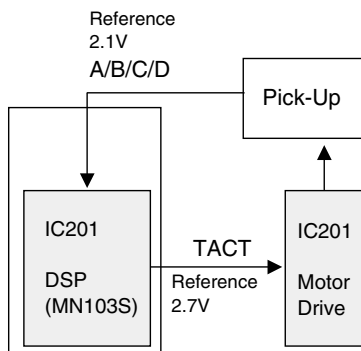 Reference
2.1V
A/B/C/D
Pick-Up
IC201
DSP
(MN103S)
TACT
Reference
2.7V
IC201
Motor
Drive